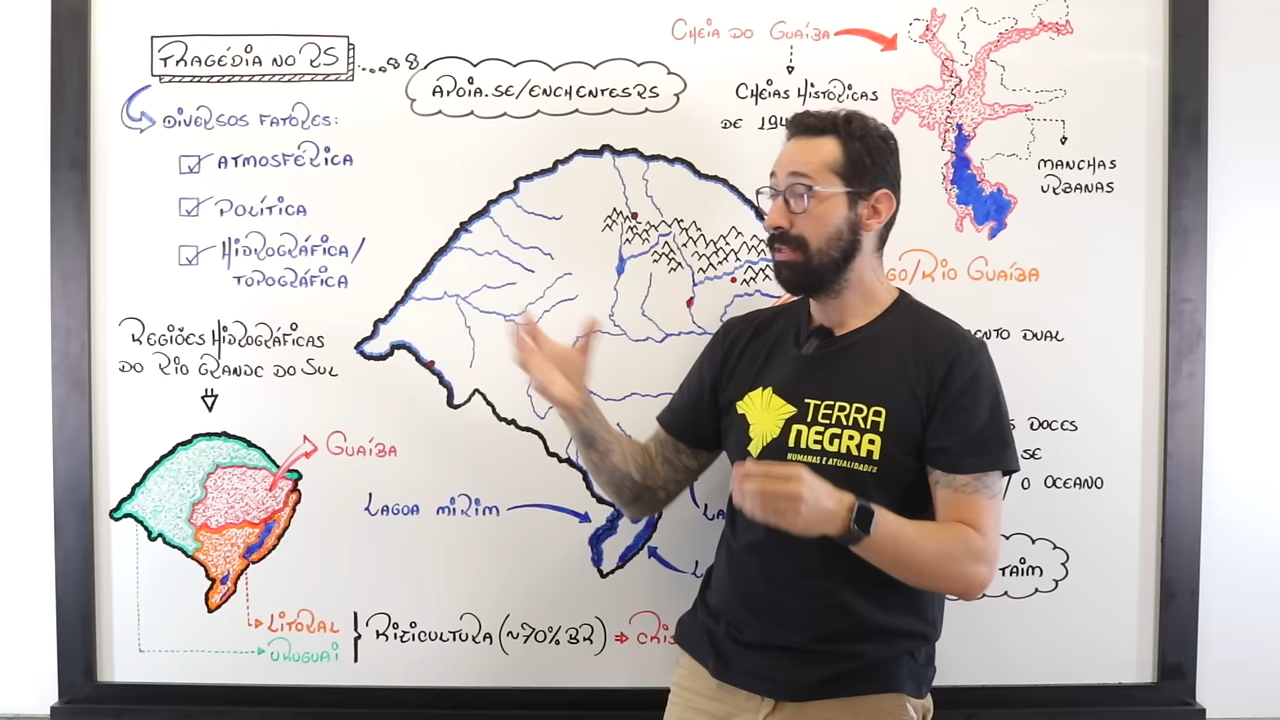 TRAGÉDIA NO RS
APOIA.SE/ENCHENTESRS
DIVERSOS FATORES:
ATMOSFÉRICA
POLÍTICA
HIDROGRÁFICA/
TOPOGRÁFICA
REGIÕES HIDROGRÁFICAS
DO RIO GRANDE DO SUL
GUAÍBA
LITORAL
URUGUAI
RIZICULTURA (~70% BR)
LAGOA MIRIM
CHEIA DO GUAÍBA
CHEIAS HISTÓRICAS
DE
MANCHAS
URBANAS
RIO GUAÍBA
DUAL
DOCES
SE
O OCEANO
TERRA
NEGRA
HUMANAS E ATUALIDADES